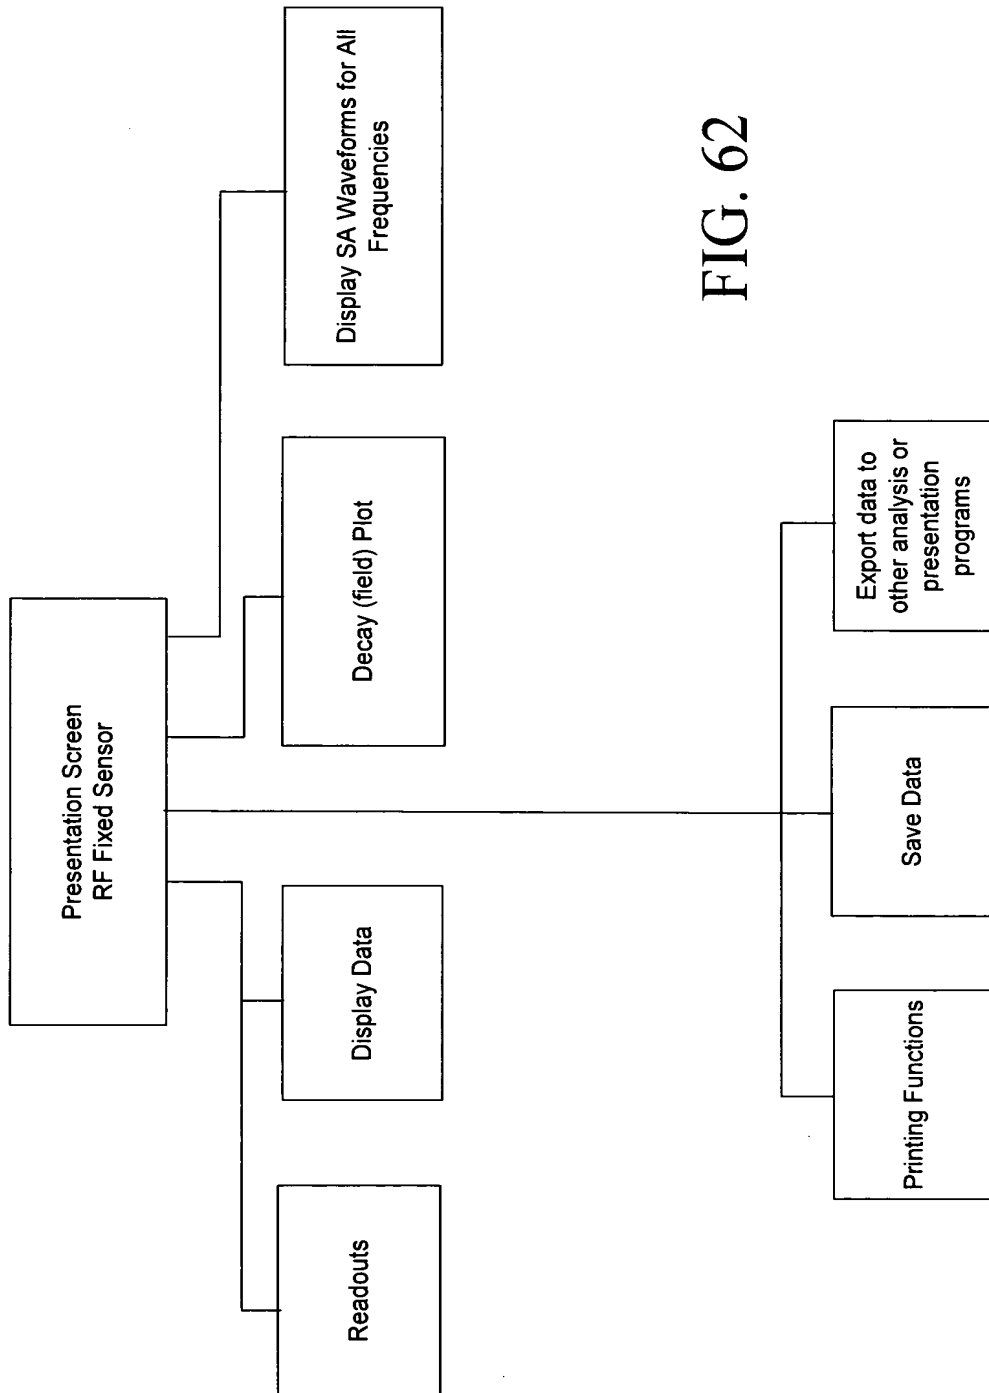 Presentation Screen
RF Fixed Sensor
Readouts
Display Data
Decay (field) Plot
Display SA Waveforms for All
Frequencies
Printing Functions
Save Data
Export data to
other analysis or
presentation
programs
FIG. 62